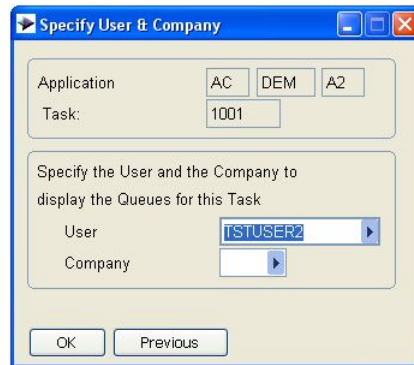 Specify User & Company
Application AC DEM A2
Task: 1001
Specify the User and the Company to
display the Queues for this Task
User TSTUSER2
Company
OK Previous